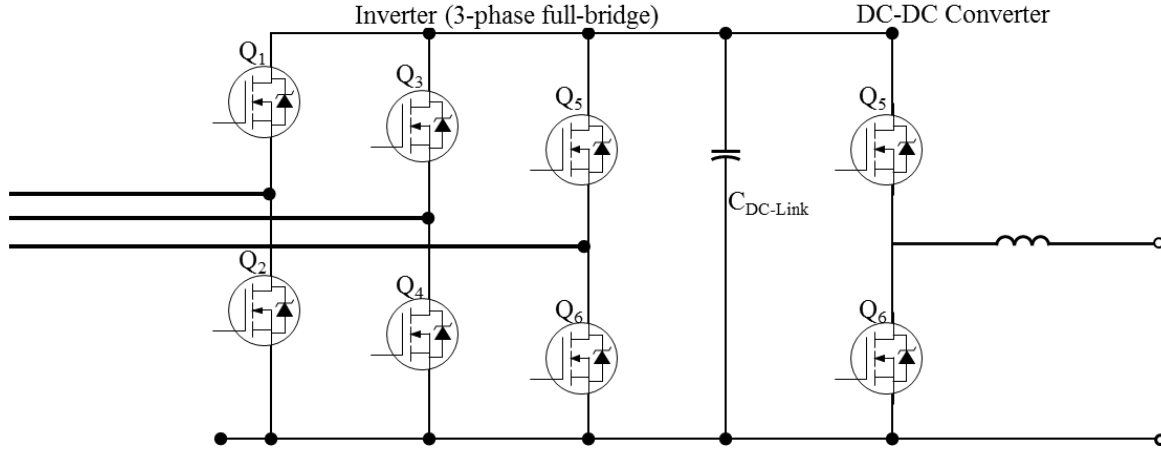 Inverter (3-phase full-bridge)
DC-DC Converter
Q1
Q3
Q5
Q5
CDC-Link
Q2
Q4
Q6
Q6